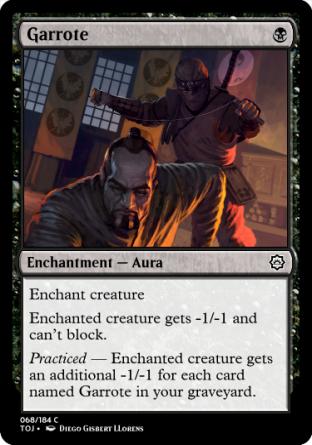 Garrote
Enchantment — Aura
Enchant creature
Enchanted creature gets -1/-1 and
can't block.
Practiced — Enchanted creature gets
an additional -1/-1 for each card
named Garrote in your graveyard.
068/184 C
TOJ • Diego Gisbert LLorens